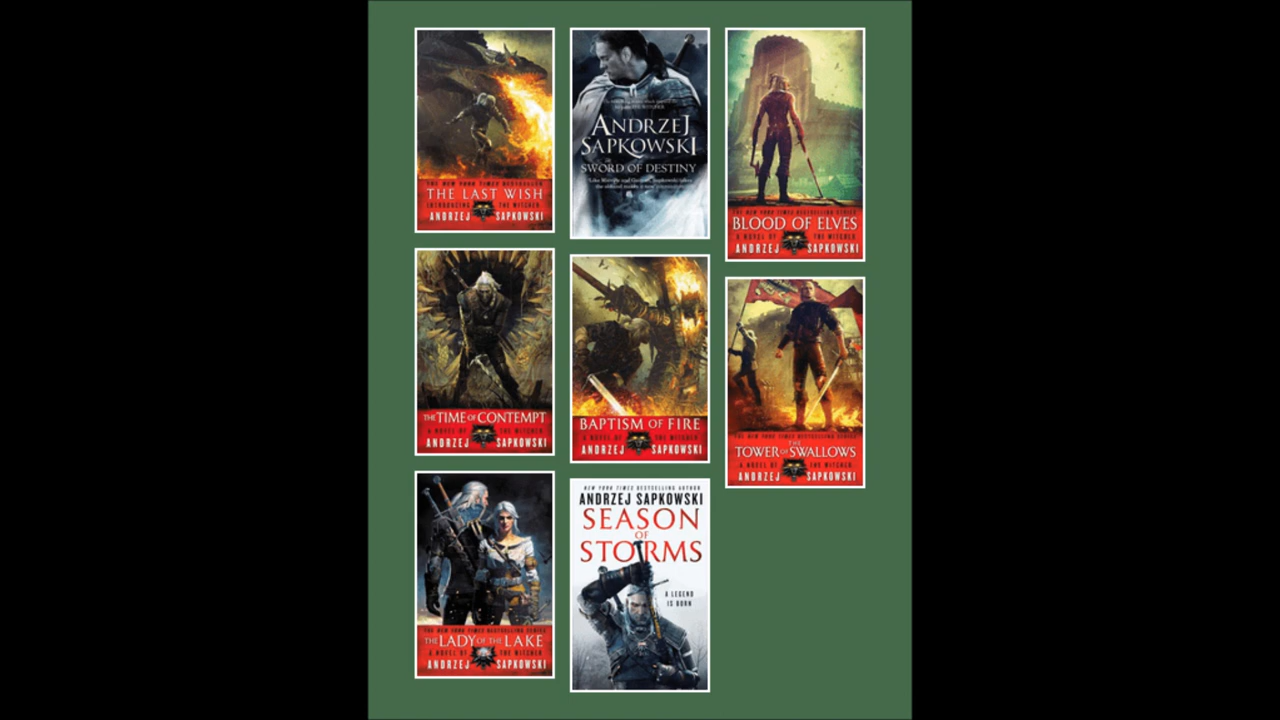 THE NEW YORK TIMES BESTSELLER
THE LAST WISH
INTRODUCING THE WITCHER
ANDRZEJ SAPKOWSKI
ANDRZEJ
SAPKOWSKI
SWORD OF DESTINY
THE NEW YORK TIMES BESTSELLING SERIES
BLOOD OF ELVES
A NOVEL OF THE WITCHER
ANDRZEJ SAPKOWSKI
THE TIME OF CONTEMPT
A NOVEL OF THE WITCHER
ANDRZEJ SAPKOWSKI
BAPTISM OF FIRE
A NOVEL OF THE WITCHER
ANDRZEJ SAPKOWSKI
THE NEW YORK TIMES BESTSELLING SERIES
THE
TOWER OF SWALLOWS
A NOVEL OF THE WITCHER
ANDRZEJ SAPKOWSKI
THE NEW YORK TIMES BESTSELLING SERIES
THE LADY OF THE LAKE
A NOVEL OF THE WITCHER
ANDRZEJ SAPKOWSKI
NEW YORK TIMES BESTSELLING AUTHOR
ANDRZEJ SAPKOWSKI
SEASON
OF
STORMS
A LEGEND
IS BORN